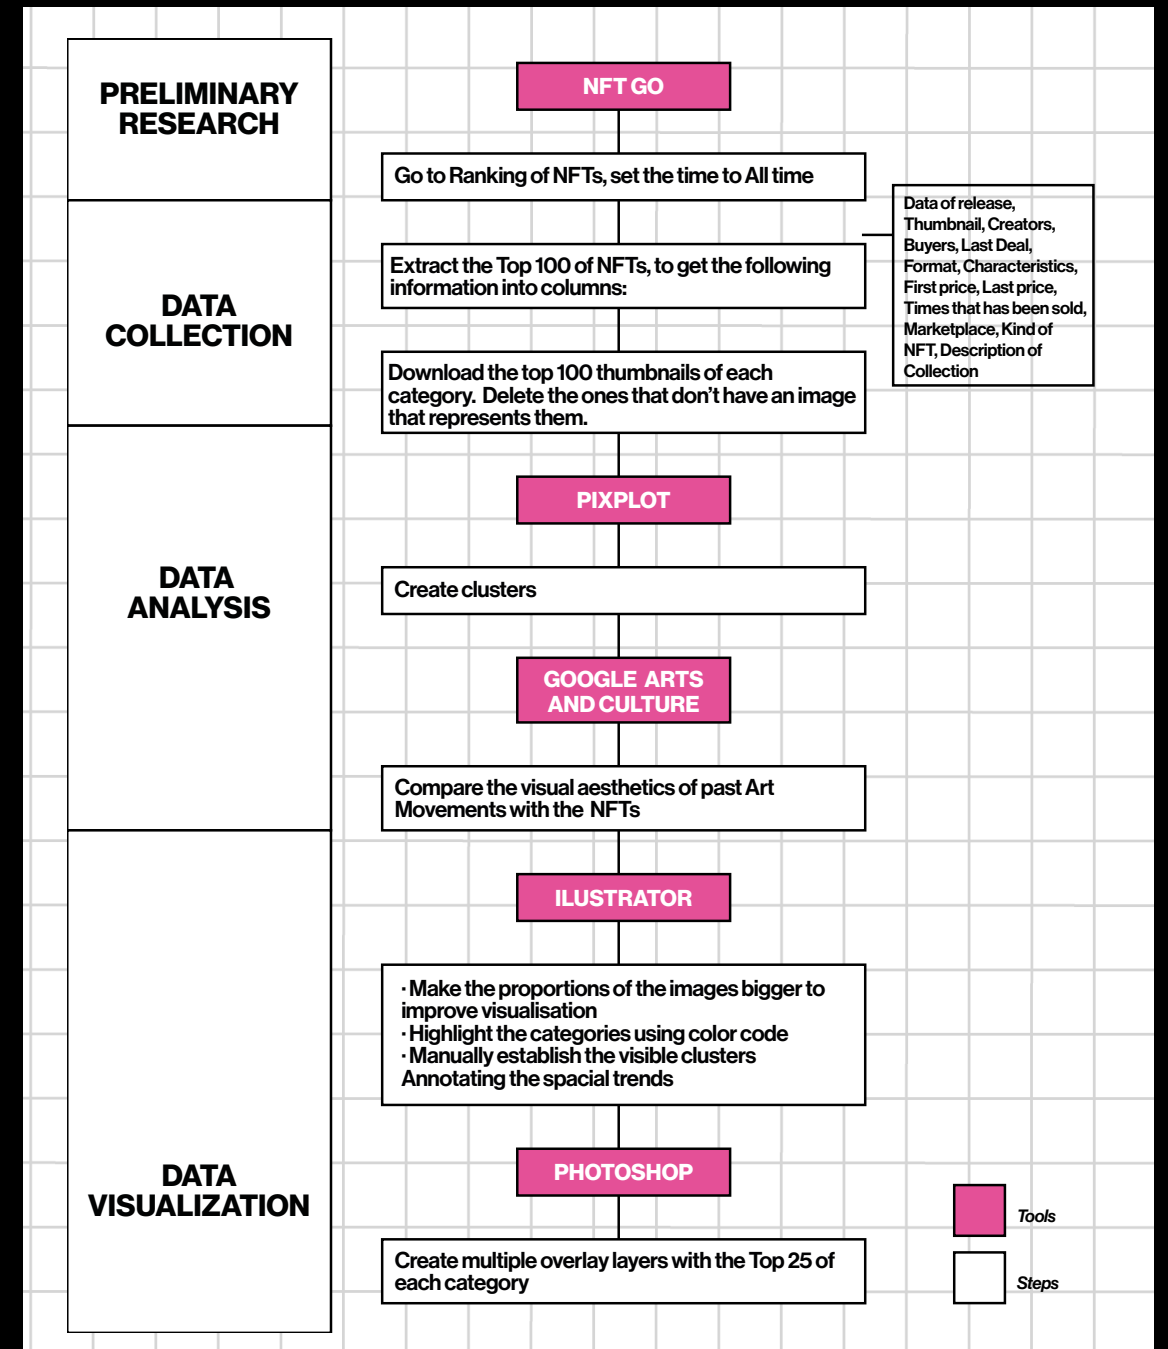 PRELIMINARY
RESEARCH
NFT GO
Go to Ranking of NFTs, set the time to All time
DATA
COLLECTION
Extract the Top 100 of NFTs, to get the following
information into columns:
Data of release,
Thumbnail, Creators,
Buyers, Last Deal,
Format, Characteristics,
First price, Last price,
Times that has been sold,
Marketplace, Kind of
NFT, Description of
Collection
Download the top 100 thumbnails of each
category. Delete the ones that don't have an image
that represents them.
DATA
ANALYSIS
PIXPLOT
Create clusters
GOOGLE ARTS
AND CULTURE
Compare the visual aesthetics of past Art
Movements with the NFTs
DATA
VISUALIZATION
ILUSTRATOR
· Make the proportions of the images bigger to
improve visualisation
· Highlight the categories using color code
· Manually establish the visible clusters
Annotating the spacial trends
PHOTOSHOP
Create multiple overlay layers with the Top 25 of
each category
Tools
Steps